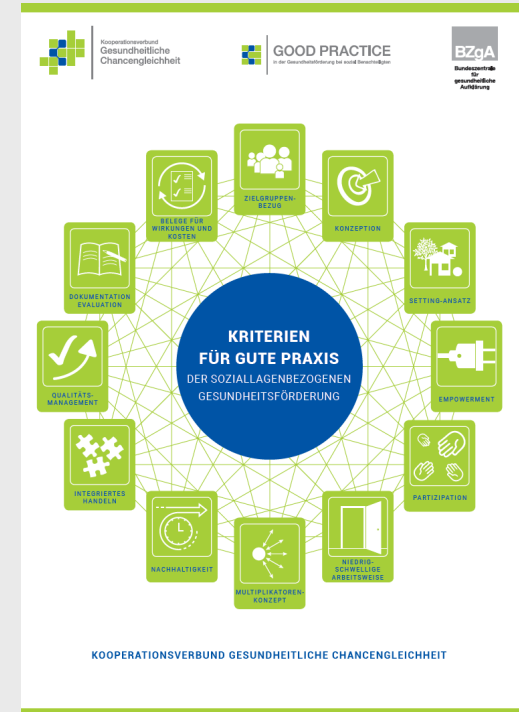 Kooperationsverbund
Gesundheitliche
Chancengleichheit
GOOD PRACTICE
in der Gesundheitsförderung bei sozial Benachteiligten
BZgA
Bundeszentrale
für
gesundheitliche
Aufklärung
ZIELGRUPPEN-
BEZUG
KONZEPTION
SETTING-ANSATZ
EMPOWERMENT
PARTIZIPATION
NIEDRIG-
SCHWELLIGE
ARBEITSWEISE
MULTIPLIKATOREN-
KONZEPT
NACHHALTIGKEIT
INTEGRIERTES
HANDELN
QUALITÄTS-
MANAGEMENT
DOKUMENTATION
EVALUATION
BELEGE FÜR
WIRKUNGEN UND
KOSTEN
KRITERIEN
FÜR GUTE PRAXIS
DER SOZIALLAGENBEZOGENEN
GESUNDHEITSFÖRDERUNG
KOOPERATIONSVERBUND GESUNDHEITLICHE CHANCENGLEICHHEIT